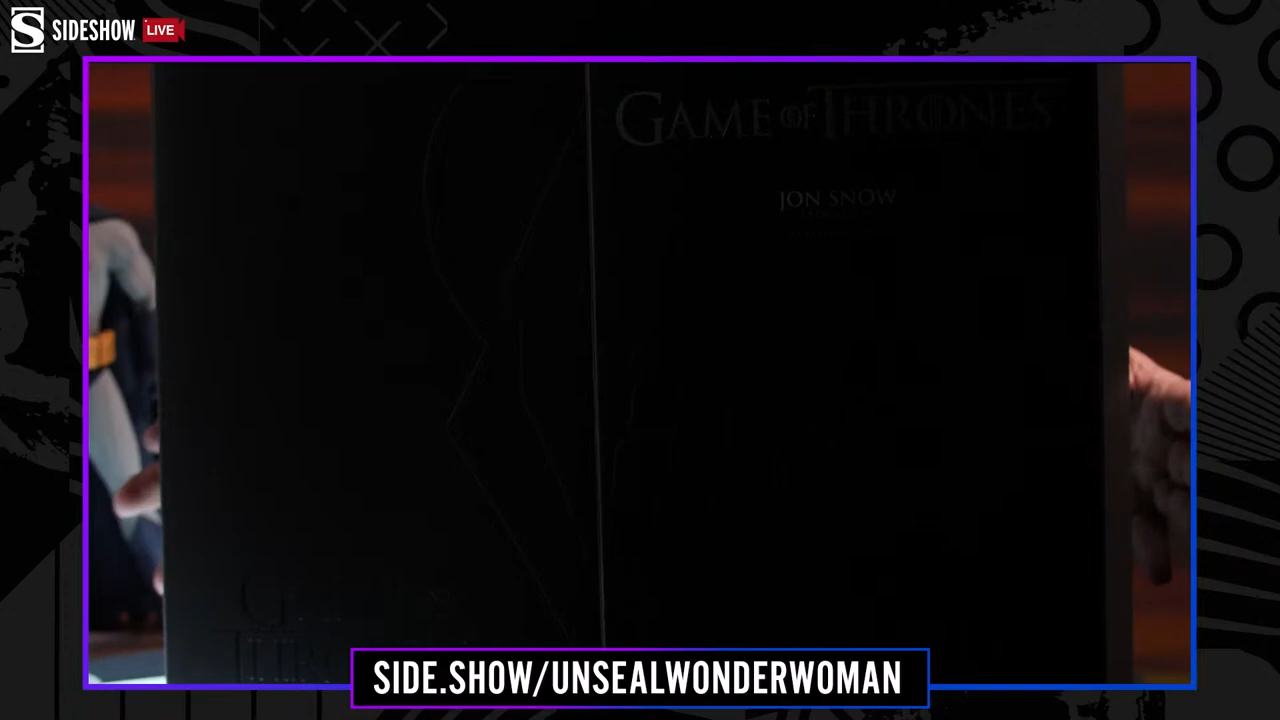 SIDESHOW LIVE
GAME OF THRONES
JON SNOW
SIDE.SHOW/UNSEALWONDERWOMAN